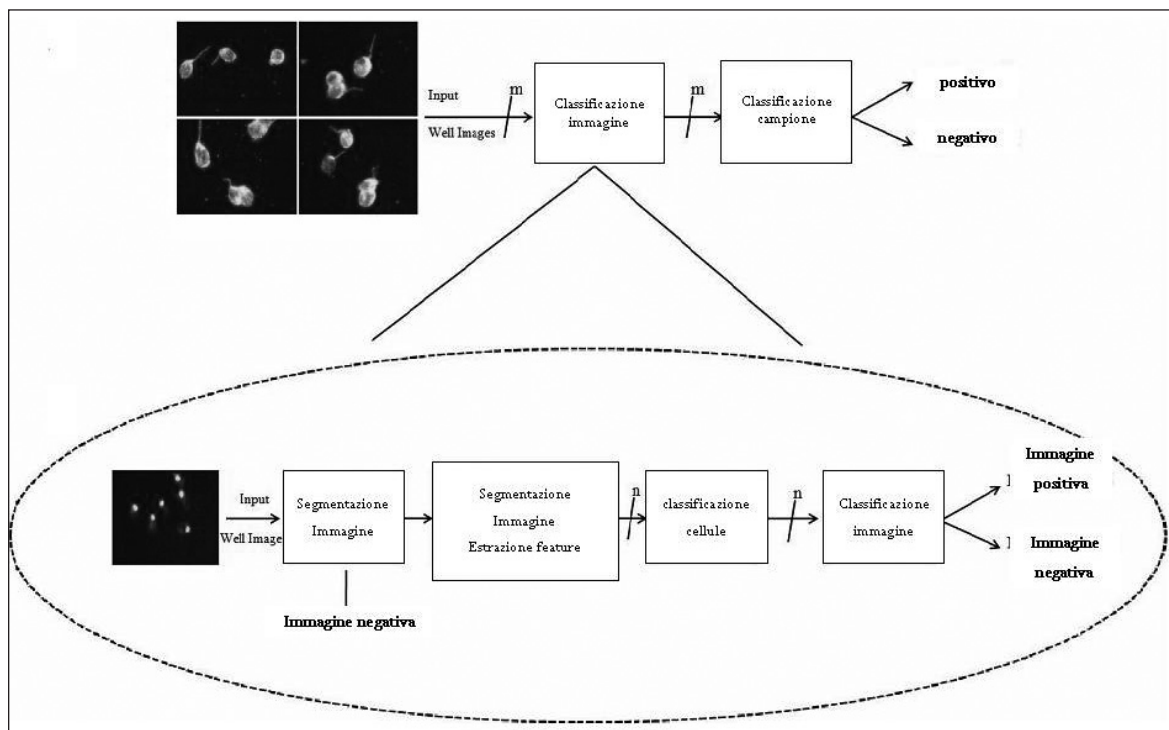 Input
Well Images
m
Classificazione
immagine
m
Classificazione
campione
positivo
negativo
Input
Well Image
Segmentazione
Immagine
Immagine negativa
Segmentazione
Immagine
Estrazione feature
n
classificazione
cellule
n
Classificazione
immagine
Immagine
positiva
Immagine
negativa